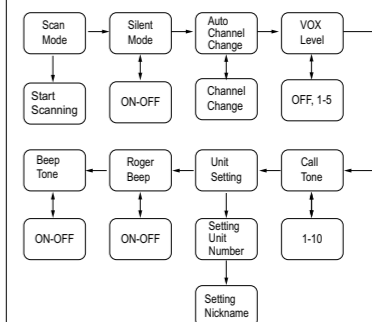 Scan
Mode
Silent
Mode
Auto
Channel
Change
VOX
Level
Start
Scanning
ON-OFF
Channel
Change
OFF, 1-5
Beep
Tone
Roger
Beep
Unit
Setting
Call
Tone
ON-OFF
ON-OFF
Setting
Unit
Number
1-10
Setting
Nickname